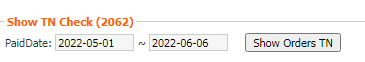 Show TN Check (2062)
PaidDate: 2022-05-01 ~ 2022-06-06 Show Orders TN